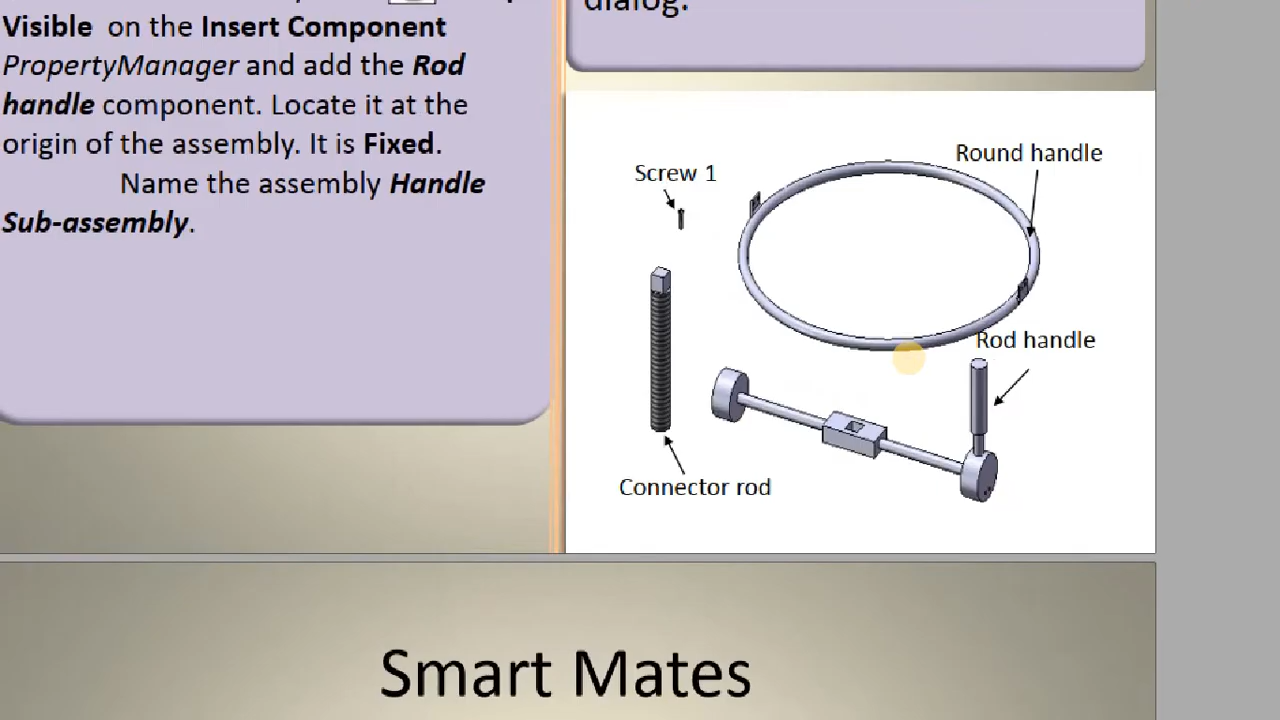 Visible on the Insert Component
PropertyManager and add the Rod
handle component. Locate it at the
origin of the assembly. It is Fixed.
Name the assembly Handle
Sub-assembly.
dialog.
Round handle
Screw 1
Rod handle
Connector rod
Smart Mates